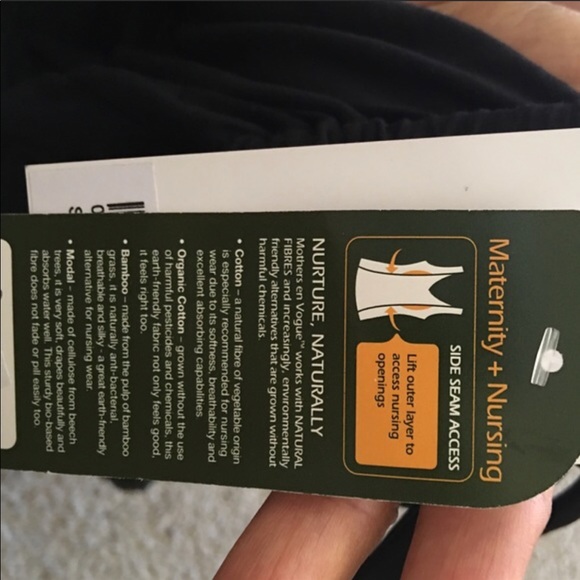 Maternity + Nursing
SIDE SEAM ACCESS
Lift outer layer to
access nursing
openings
NURTURE, NATURALLY
Mothers en Vogue™ works with NATURAL
FIBRES and increasingly, environmentally
friendly alternatives that are grown without
harmful chemicals.
• Cotton – a natural fibre of vegetable origin
is especially recommended for nursing
wear due to its softness, breathability and
excellent absorbing capabilities
• Organic Cotton – grown without the use
of harmful pesticides and chemicals. This
earth-friendly fabric not only feels good,
it feels right too.
• Bamboo – made from the pulp of bamboo
grass, it is naturally anti-bacterial,
breathable and silky - a great earth-friendly
alternative for nursing wear.
• Modal – made of cellulose from beech
trees, it is very soft, drapes beautifully and
absorbs water well. This sturdy bio-based
fibre does not fade or pill easily too.